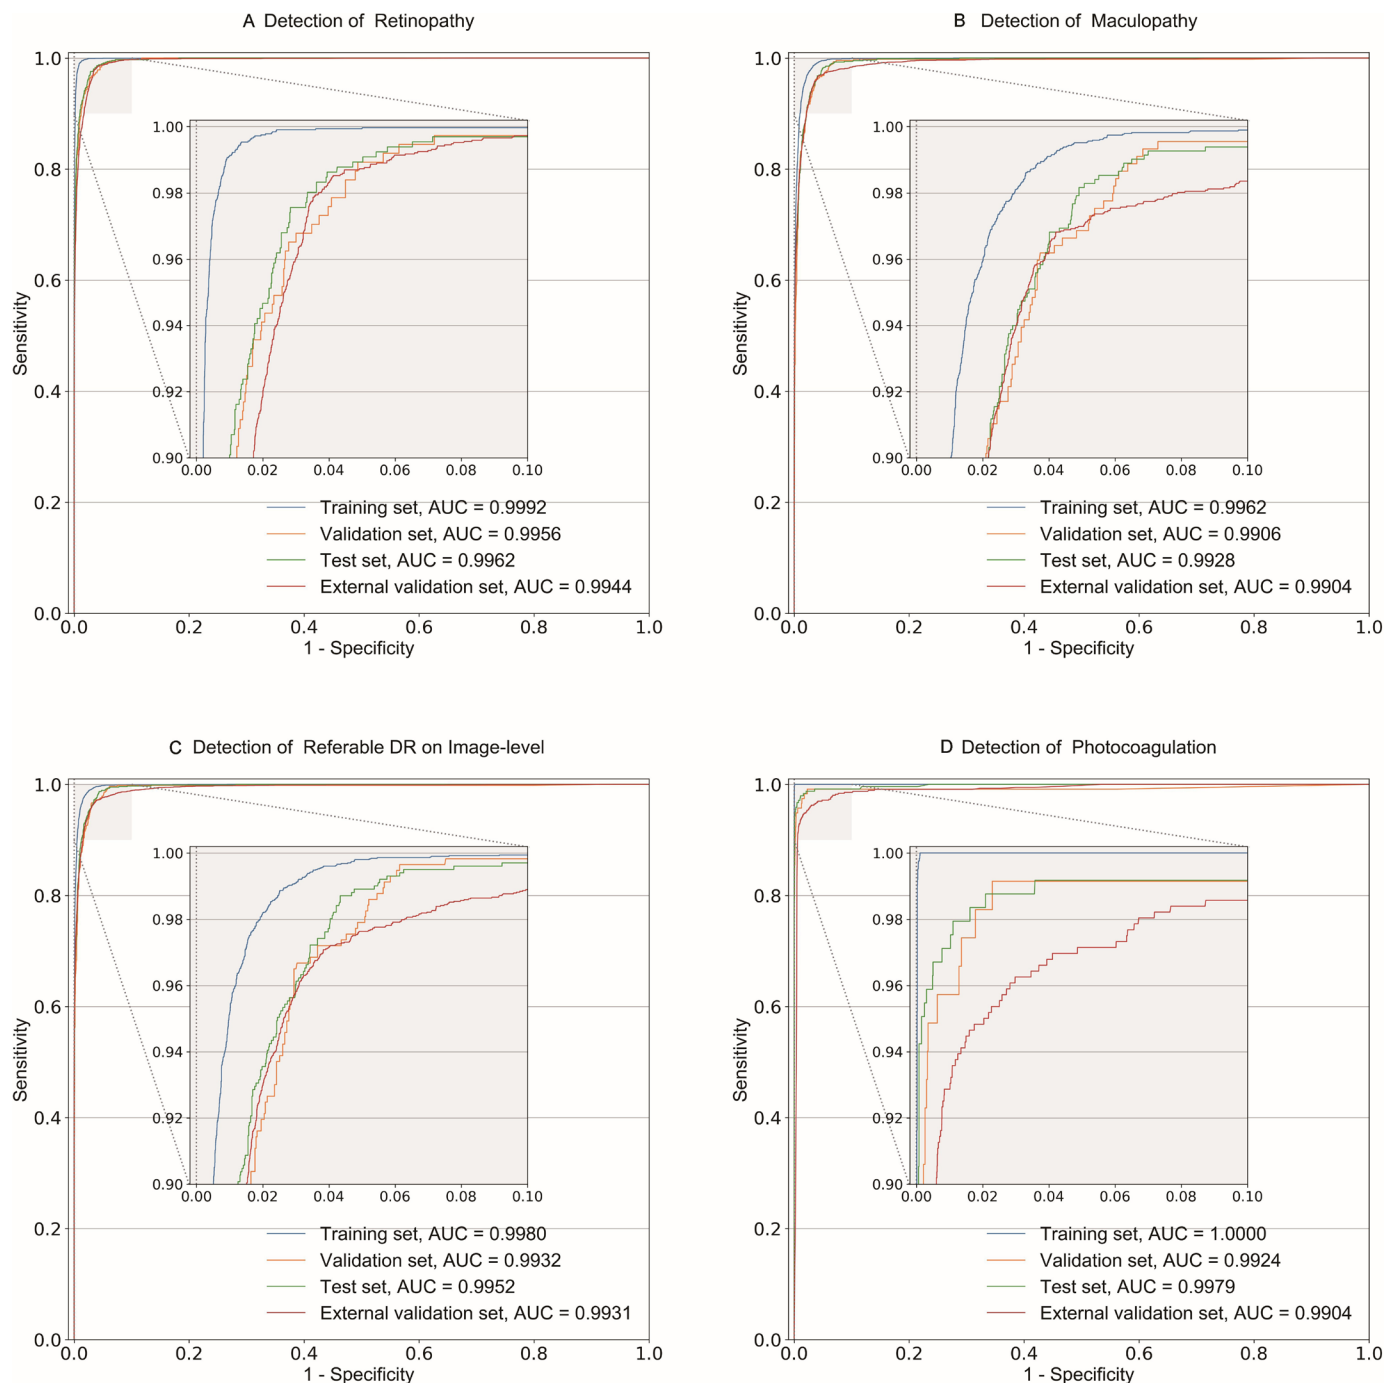 A Detection of Retinopathy
1.0
0.8
0.6
0.4
0.2
0.0
Sensitivity
1.00
0.98
0.96
0.94
0.92
0.90
0.00 0.02 0.04 0.06 0.08 0.10
Training set, AUC = 0.9992
Validation set, AUC = 0.9956
Test set, AUC = 0.9962
External validation set, AUC = 0.9944
0.0 0.2 0.4 0.6 0.8 1.0
1 - Specificity
B Detection of Maculopathy
1.0
0.8
0.6
0.4
0.2
0.0
Sensitivity
1.00
0.98
0.96
0.94
0.92
0.90
0.00 0.02 0.04 0.06 0.08 0.10
Training set, AUC = 0.9962
Validation set, AUC = 0.9906
Test set, AUC = 0.9928
External validation set, AUC = 0.9904
0.0 0.2 0.4 0.6 0.8 1.0
1 - Specificity
C Detection of Referable DR on Image-level
1.0
0.8
0.6
0.4
0.2
0.0
Sensitivity
1.00
0.98
0.96
0.94
0.92
0.90
0.00 0.02 0.04 0.06 0.08 0.10
Training set, AUC = 0.9980
Validation set, AUC = 0.9932
Test set, AUC = 0.9952
External validation set, AUC = 0.9931
0.0 0.2 0.4 0.6 0.8 1.0
1 - Specificity
D Detection of Photocoagulation
1.0
0.8
0.6
0.4
0.2
0.0
Sensitivity
1.00
0.98
0.96
0.94
0.92
0.90
0.00 0.02 0.04 0.06 0.08 0.10
Training set, AUC = 1.0000
Validation set, AUC = 0.9924
Test set, AUC = 0.9979
External validation set, AUC = 0.9904
0.0 0.2 0.4 0.6 0.8 1.0
1 - Specificity